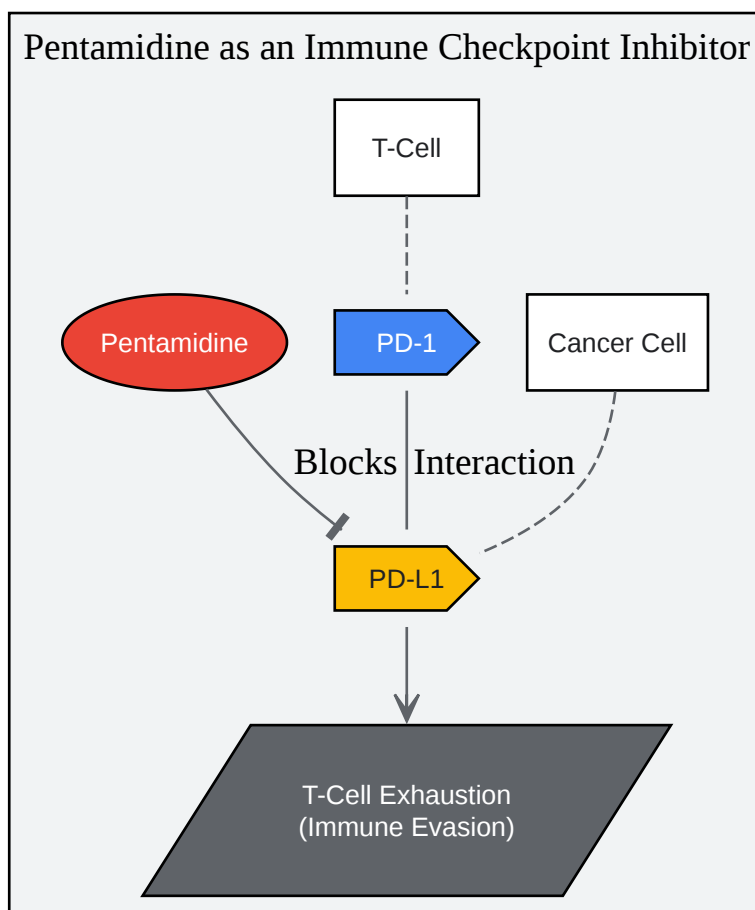 Pentamidine as an Immune Checkpoint Inhibitor
T-Cell
Pentamidine
PD-1
Cancer Cell
Blocks
Interaction
PD-L1
T-Cell Exhaustion
(Immune Evasion)